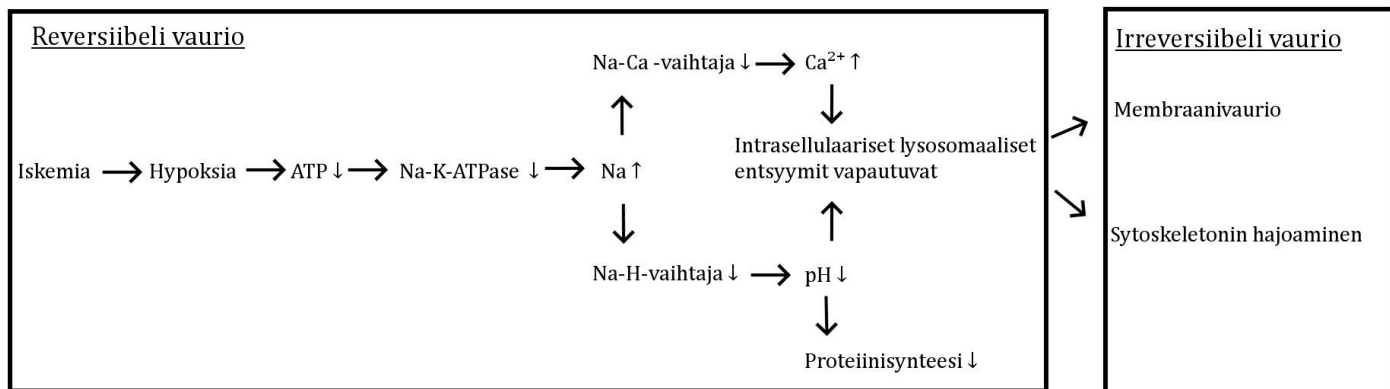 Reversiibeli vaurio
Na-Ca -vaihtaja ↓ → Ca²⁺ ↑
Iskemia → Hypoksia → ATP ↓ → Na-K-ATPase ↓ → Na ↑
Intrasellulaariset lysosomaaliset
entsyymit vapautuvat
Na-H-vaihtaja ↓ → pH ↓
Proteiinisynteesi ↓
Irreversiibeli vaurio
Membraanivaurio
Sytoskeletonin hajoaminen